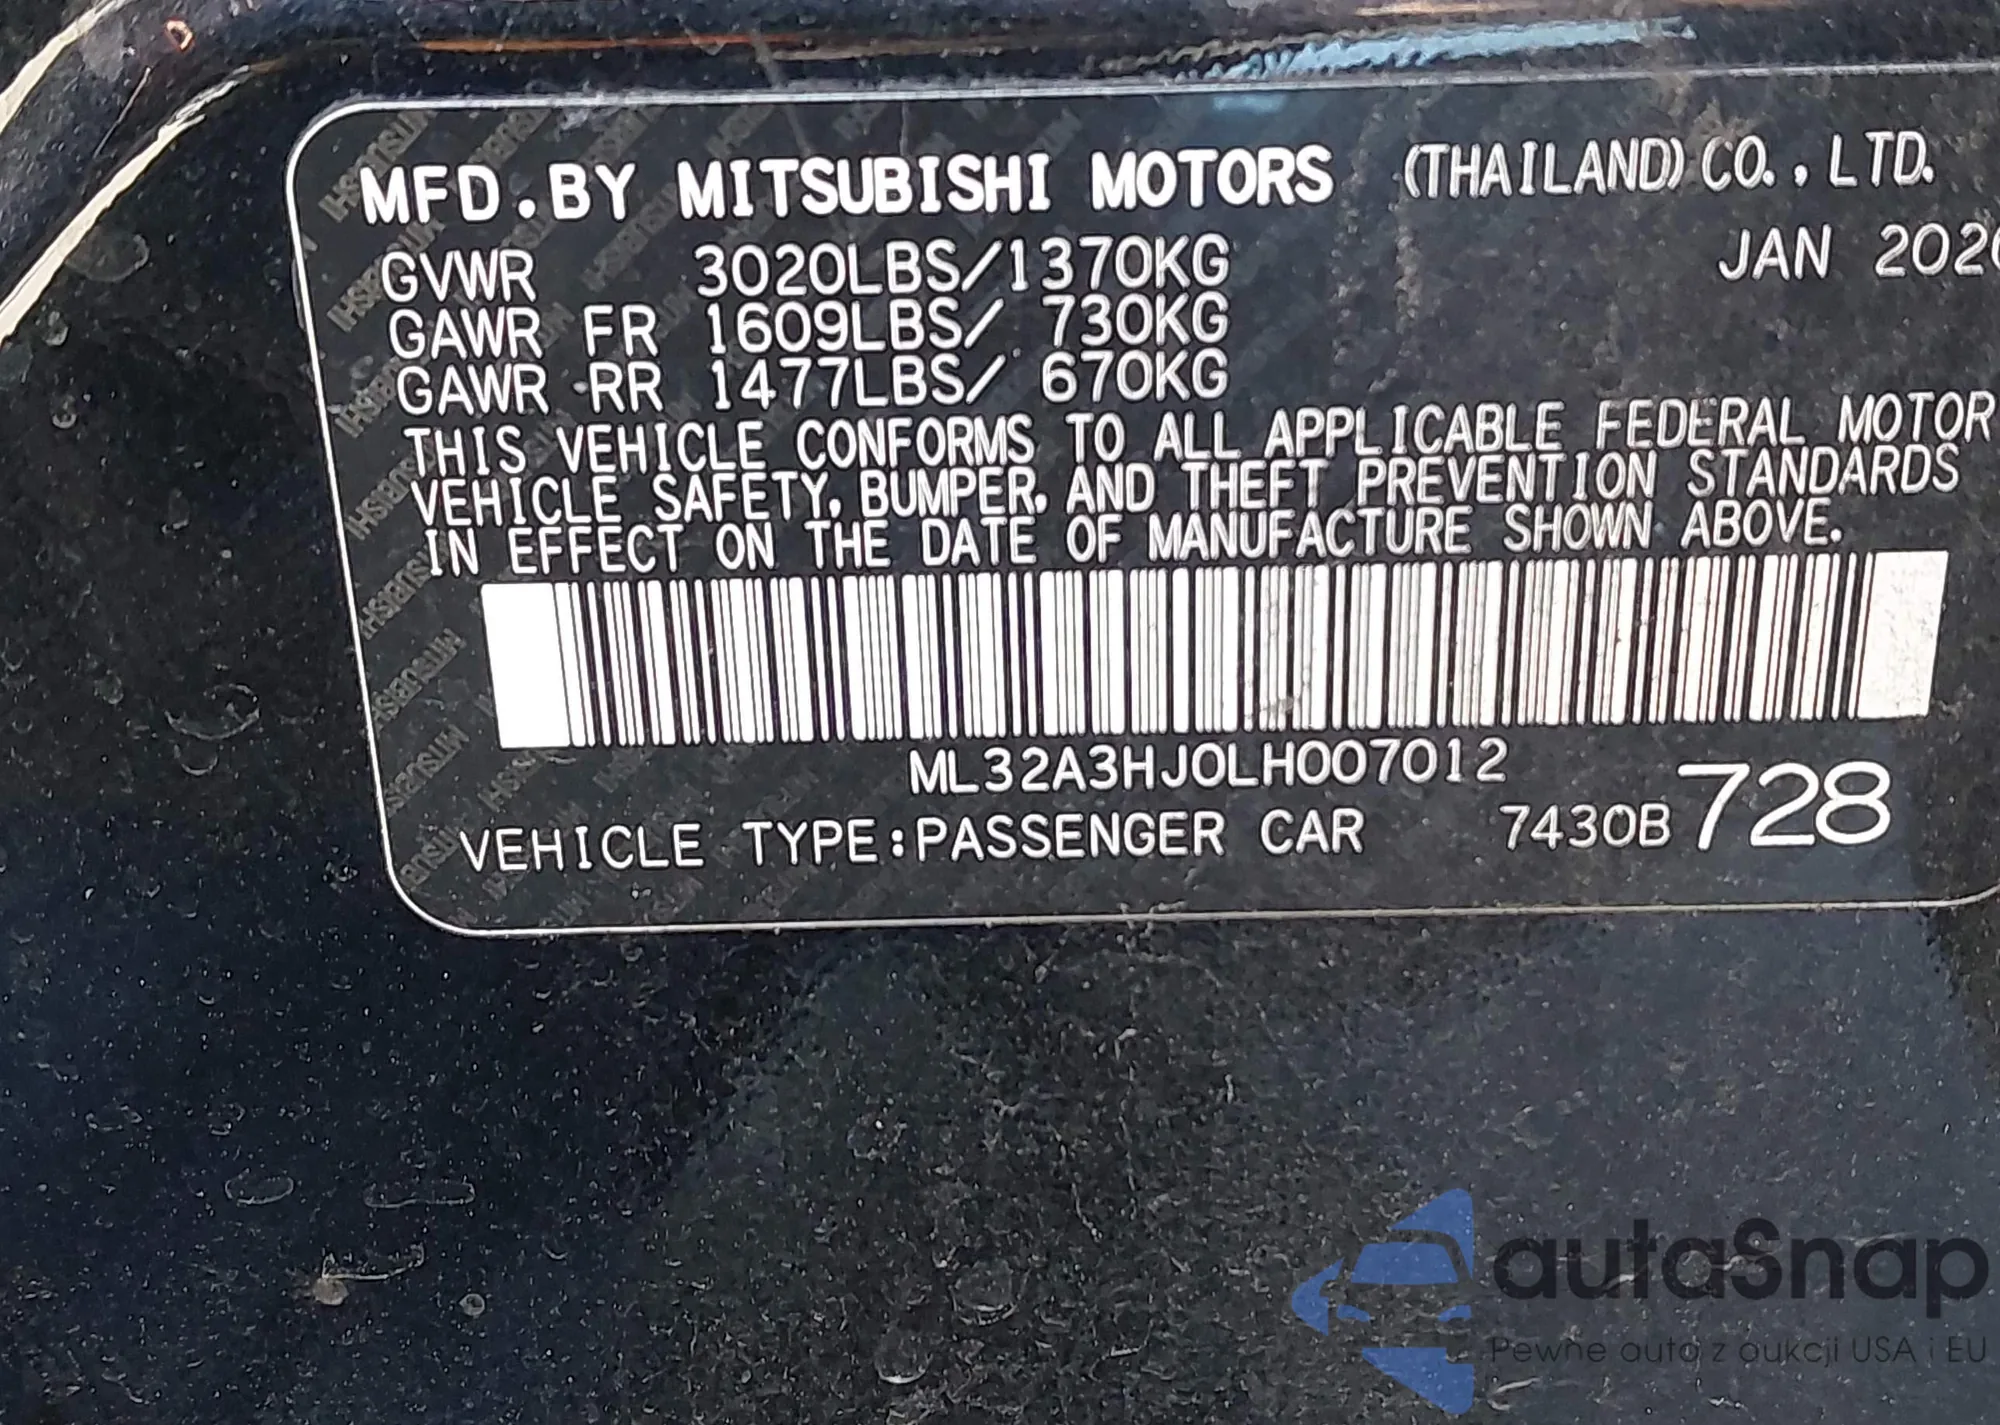 MFD.BY MITSUBISHI MOTORS (THAILAND) CO., LTD.
JAN 2020
GVWR 3020LBS/1370KG
GAWR FR 1609LBS/ 730KG
GAWR RR 1477LBS/ 670KG
THIS VEHICLE CONFORMS TO ALL APPLICABLE FEDERAL MOTOR
VEHICLE SAFETY, BUMPER, AND THEFT PREVENTION STANDARDS
IN EFFECT ON THE DATE OF MANUFACTURE SHOWN ABOVE.
ML32A3HJ0LH007012
VEHICLE TYPE:PASSENGER CAR 7430B 728
autaSnap
Pewne auto z aukcji USA i EU